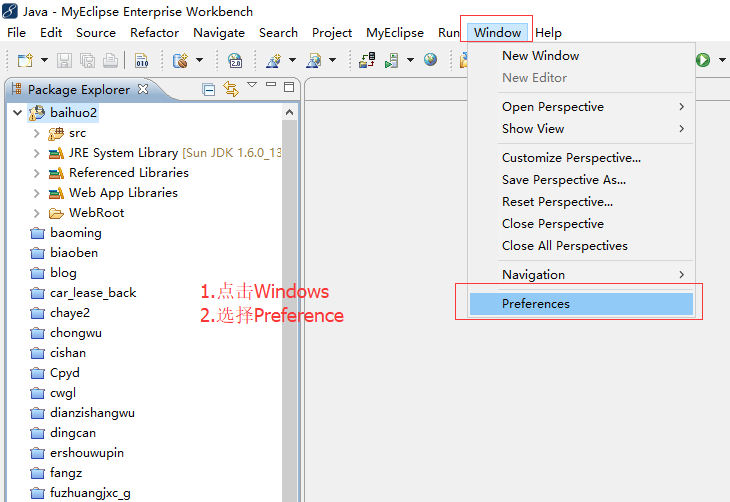 Java - MyEclipse Enterprise Workbench
File Edit Source Refactor Navigate Search Project MyEclipse Run Window Help
New Window
New Editor
Open Perspective
Show View
Customize Perspective...
Save Perspective As...
Reset Perspective...
Close Perspective
Close All Perspectives
Navigation
Preferences
Package Explorer
baihuo2
src
JRE System Library [Sun JDK 1.6.0_13
Referenced Libraries
Web App Libraries
WebRoot
baoming
biaoben
blog
car_lease_back
chaye2
chongwu
cishan
Cpyd
cwgl
dianzishangwu
dingcan
ershouwupin
fangz
fuzhuangjxc_g
1.点击Windows
2.选择Preference